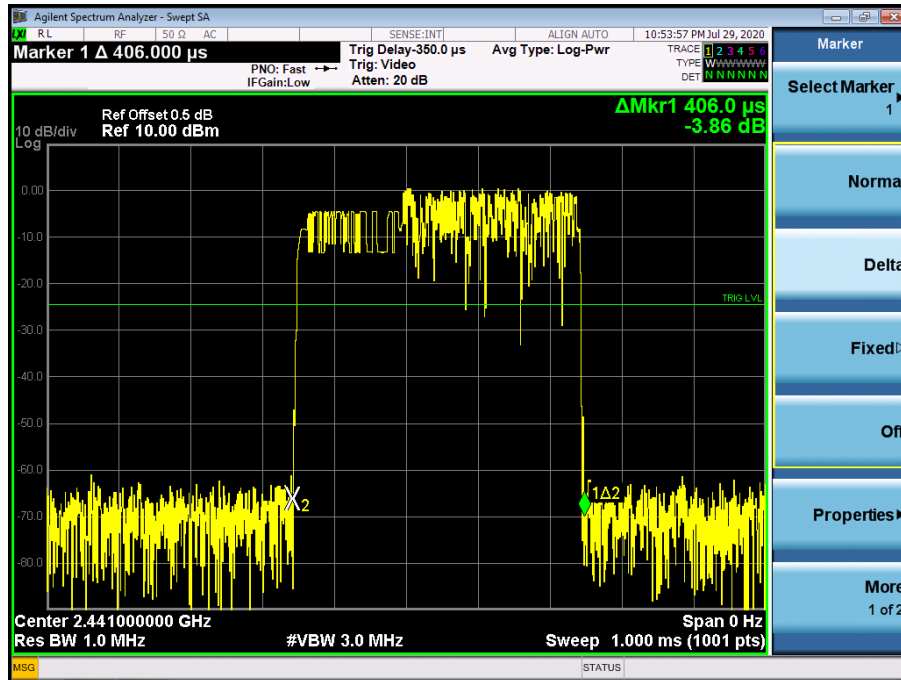 Agilent Spectrum Analyzer - Swept SA
LXI RL RF 50 Ω AC SENSE:INT ALIGN AUTO 10:53:57 PM Jul 29, 2020
Marker 1 Δ 406.000 µs
PNO: Fast
IFGain:Low
Trig Delay-350.0 µs
Trig: Video
Atten: 20 dB
Avg Type: Log-Pwr
TRACE 1 2 3 4 5 6
TYPE WWWWWW
DET N N N N N N
ΔMkr1 406.0 µs
-3.86 dB
Ref Offset 0.5 dB
10 dB/div Ref 10.00 dBm
Log
0.00
-10.0
-20.0
TRIG LVL
-30.0
-40.0
-50.0
-60.0
-70.0
-80.0
2
1Δ2
Center 2.441000000 GHz Span 0 Hz
Res BW 1.0 MHz #VBW 3.0 MHz Sweep 1.000 ms (1001 pts)
MSG STATUS
Marker
Select Marker
1
Norma
Delta
Fixed
Off
Properties
More
1 of 2